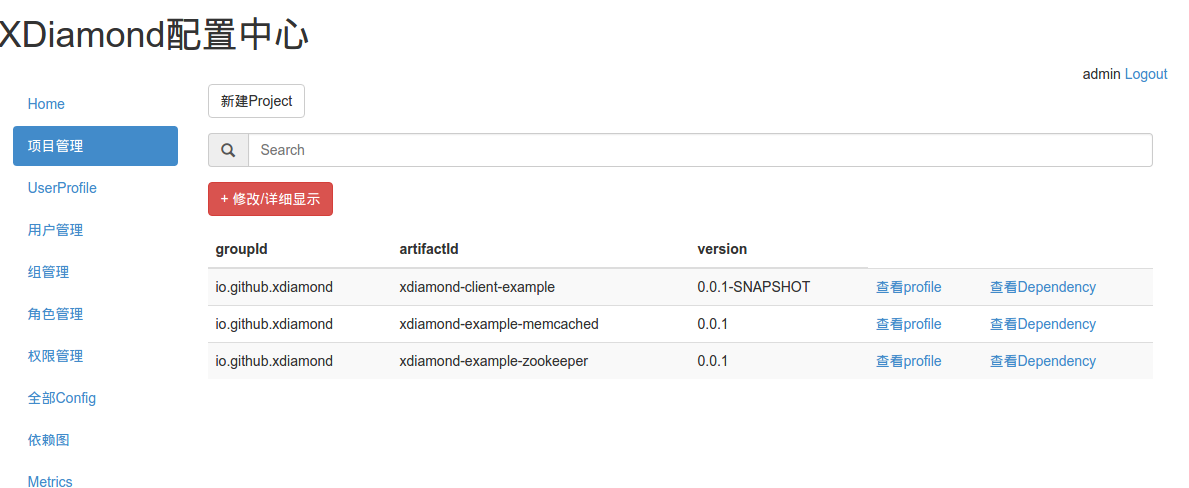 XDiamond配置中心
admin Logout
Home
项目管理
UserProfile
用户管理
组管理
角色管理
权限管理
全部Config
依赖图
Metrics
新建Project
Search
+ 修改/详细显示
groupId artifactId version
io.github.xdiamond xdiamond-client-example 0.0.1-SNAPSHOT 查看profile 查看Dependency
io.github.xdiamond xdiamond-example-memcached 0.0.1 查看profile 查看Dependency
io.github.xdiamond xdiamond-example-zookeeper 0.0.1 查看profile 查看Dependency